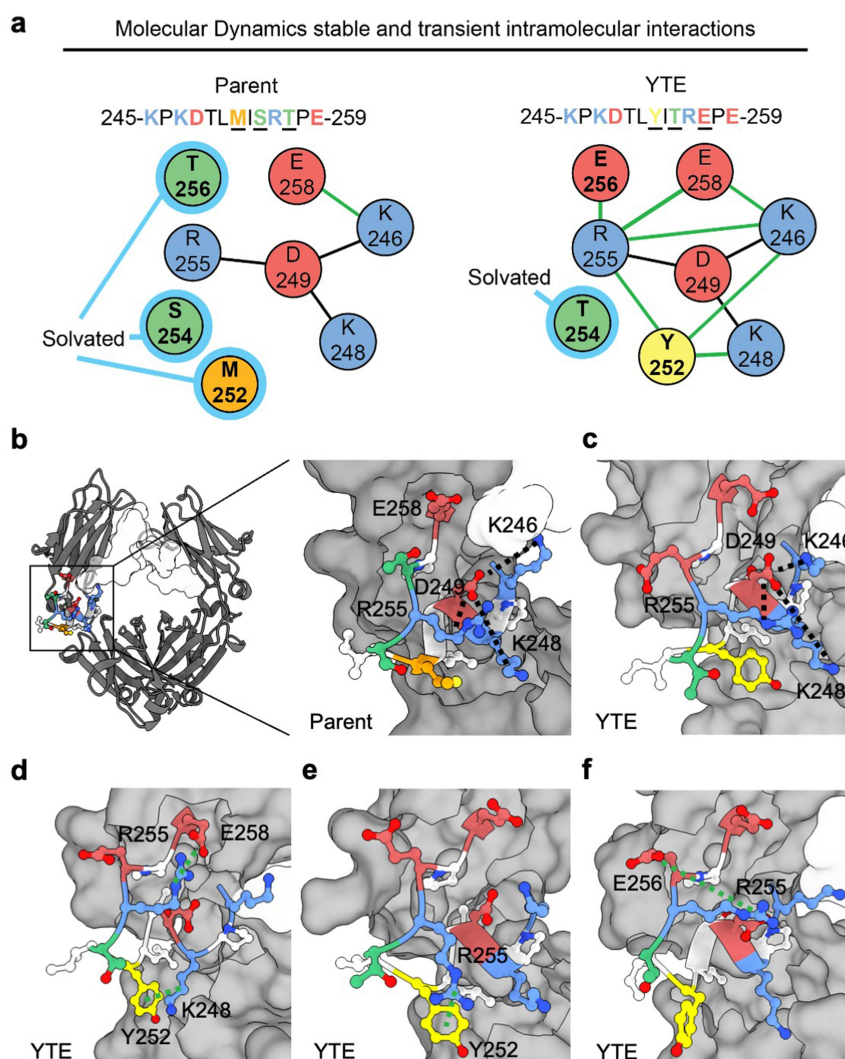 a
Molecular Dynamics stable and transient intramolecular interactions
Parent
245-KPKDTLMISRTPE-259
T
256
E
258
K
246
R
255
D
249
S
254
Solvated
K
248
M
252
YTE
245-KPKDTLYITREPE-259
E
256
E
258
K
246
R
255
D
249
Solvated
T
254
Y
252
K
248
b
E258
K246
D249
R255
K248
Parent
c
D249
K246
R255
K248
YTE
d
R255
E258
K248
Y252
YTE
e
R255
Y252
YTE
f
E256
R255
YTE